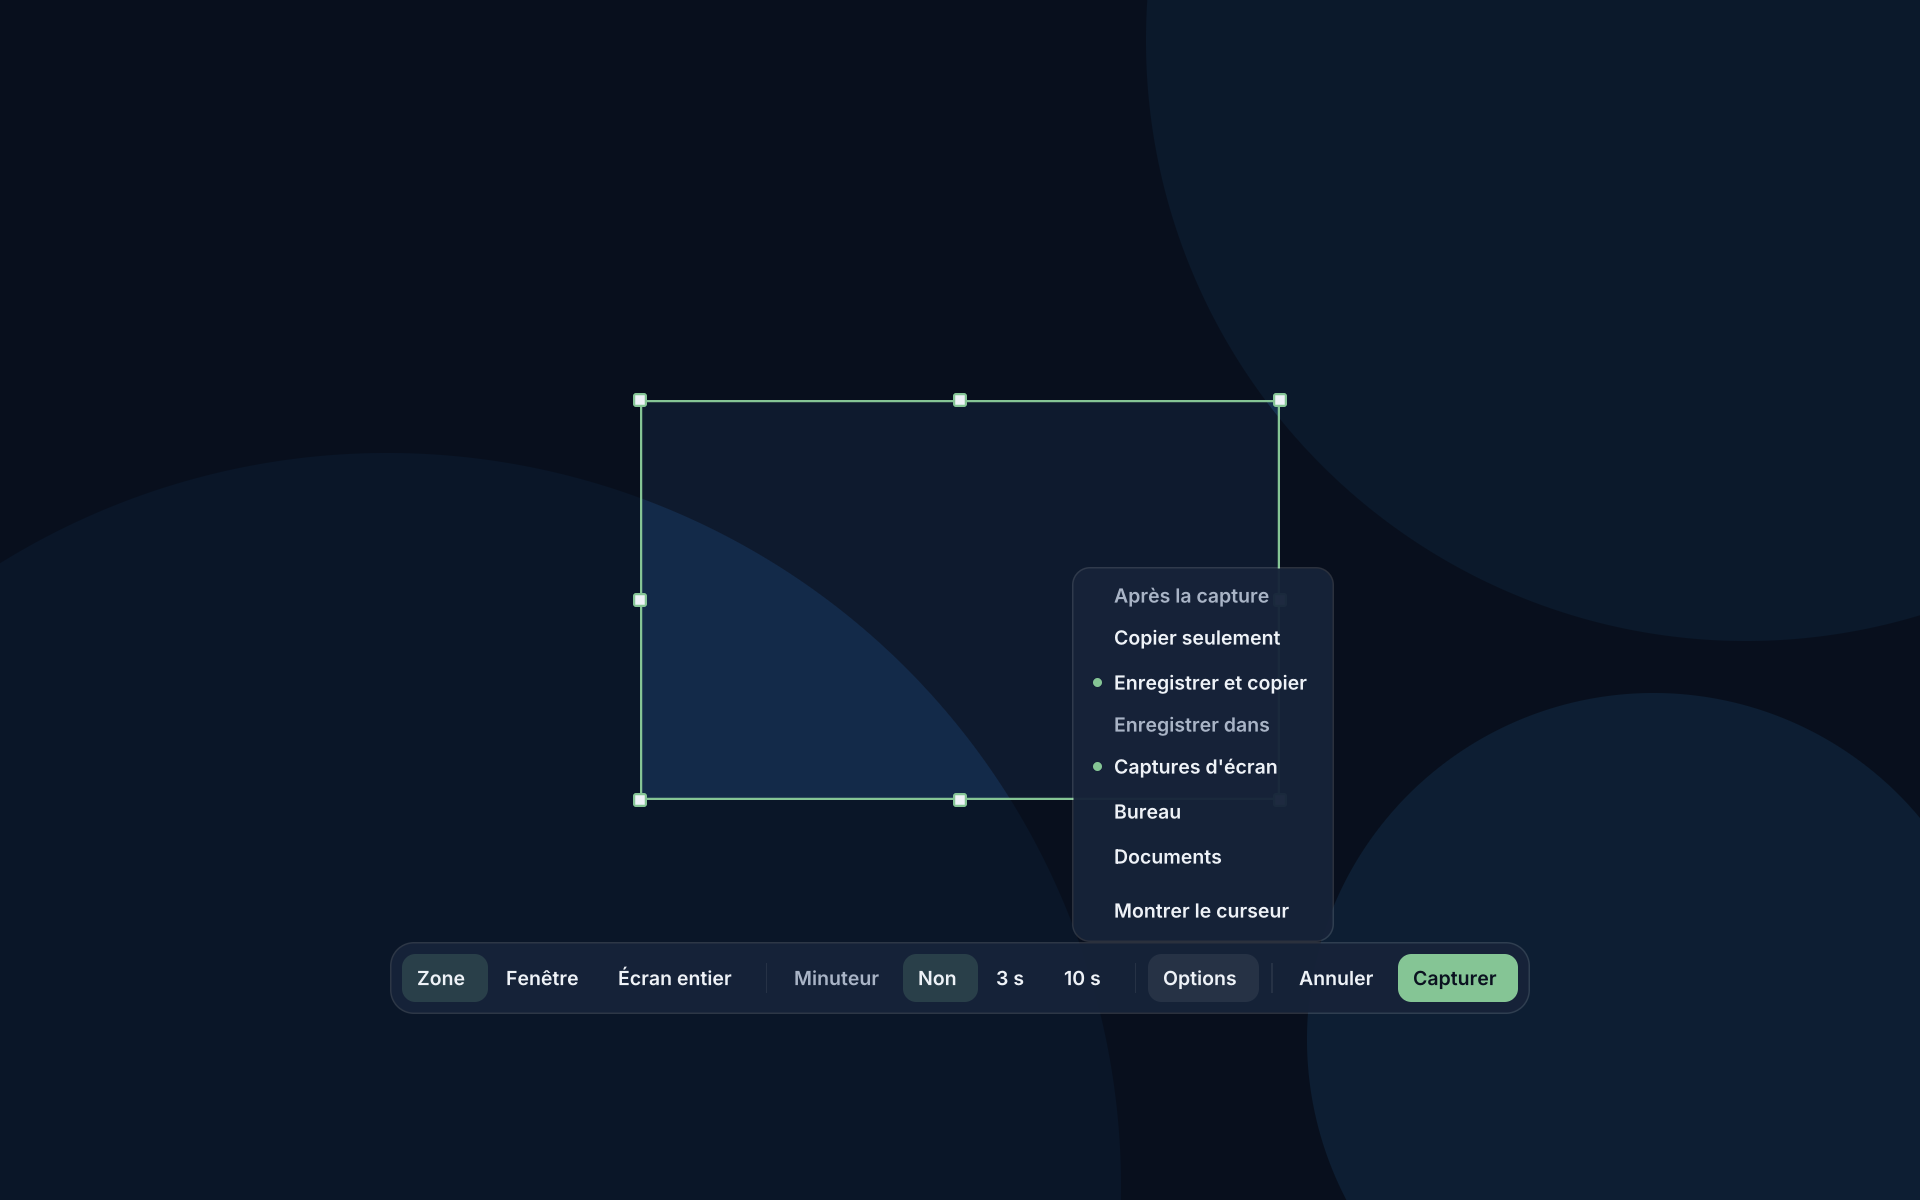 Après la capture
Copier seulement
Enregistrer et copier
Enregistrer dans
Captures d'écran
Bureau
Documents
Montrer le curseur
Zone Fenêtre Écran entier Minuteur Non 3 s 10 s Options Annuler Capturer